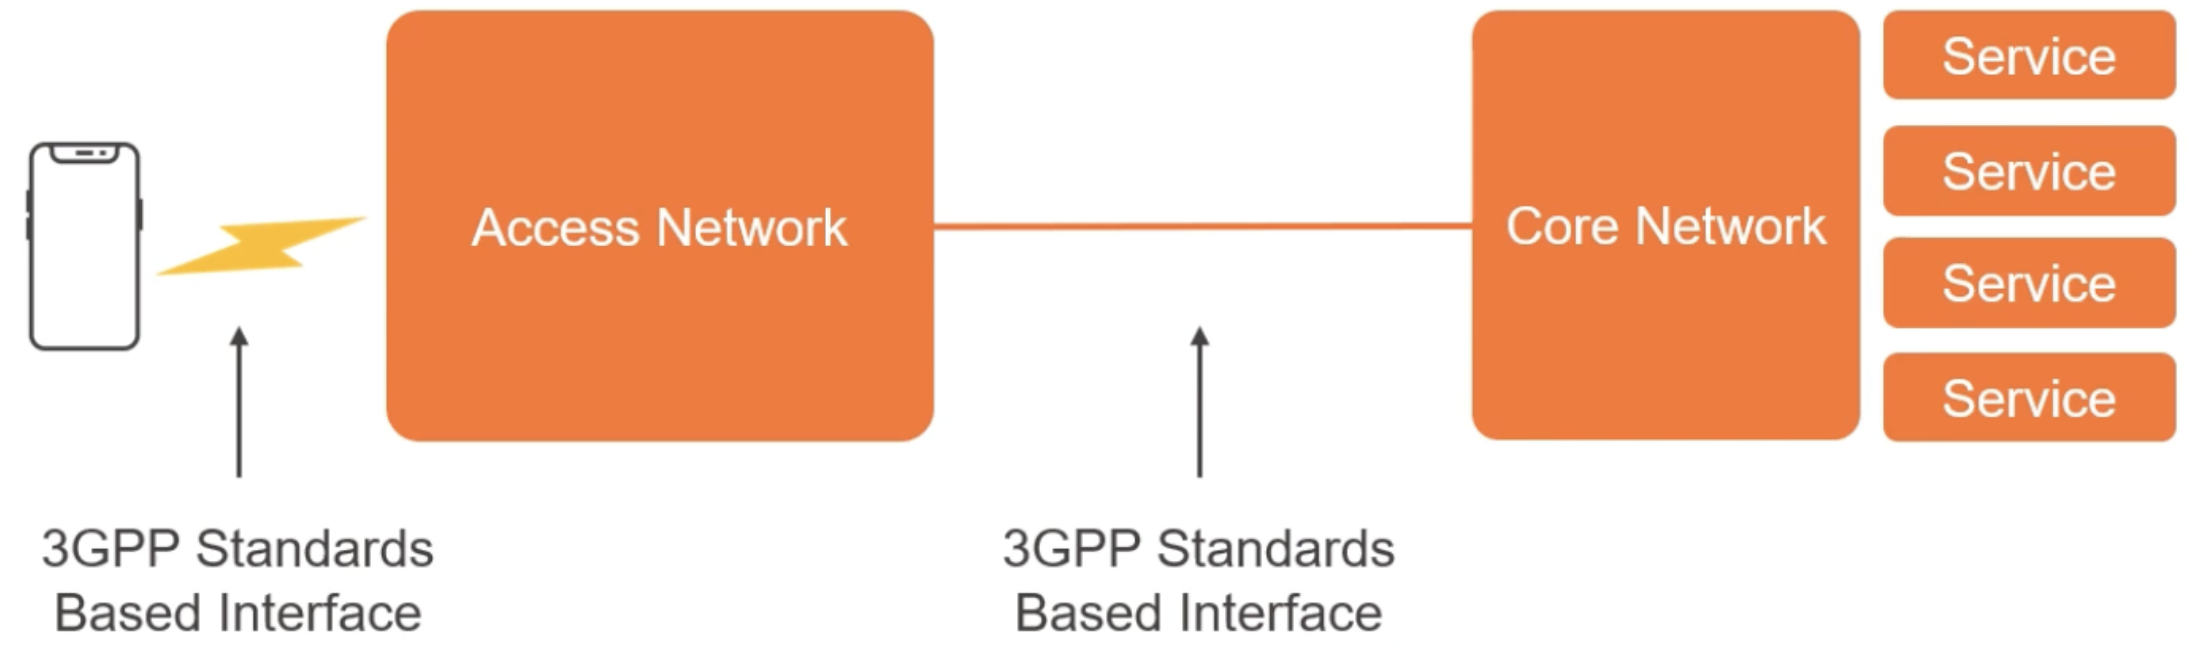 Access Network
Core Network
Service
Service
Service
Service
3GPP Standards
Based Interface
3GPP Standards
Based Interface